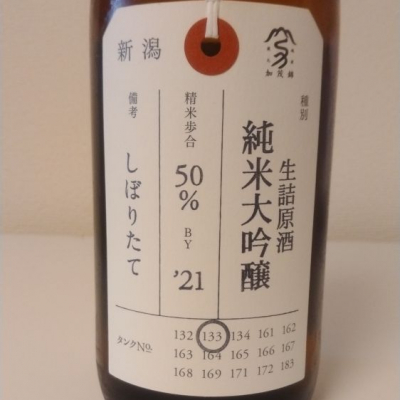 加茂錦
種別
生詰原酒
純米大吟醸
精米歩合
50%
BY
'21
新潟
備考
しぼりたて
タンクNo.
132 133 134 161 162
163 164 165 166 167
168 169 171 172 183